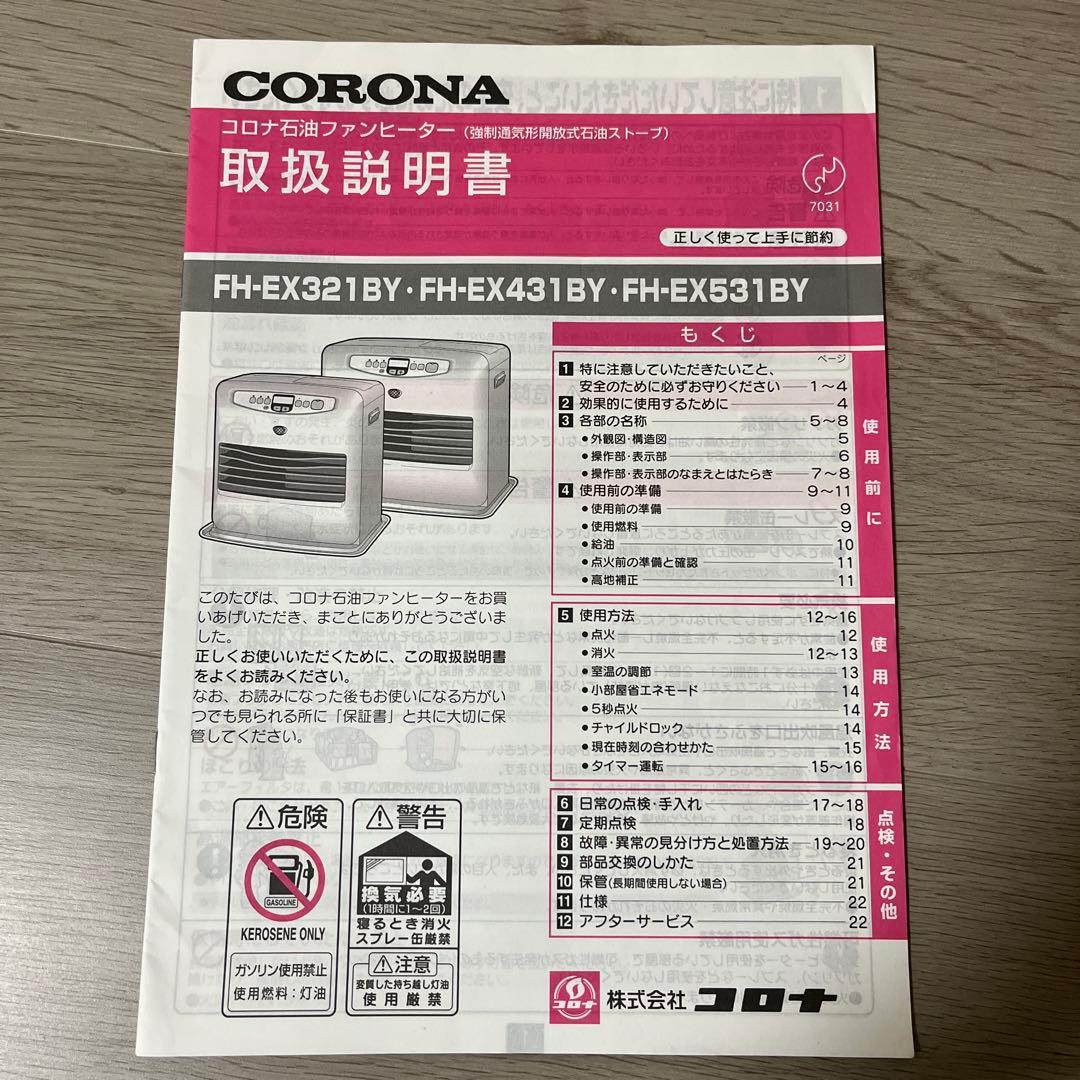 CORONA
コロナ石油ファンヒーター（強制通気形開放式石油ストーブ）
取扱説明書
7031
正しく使って上手に節約
FH-EX321BY・FH-EX431BY・FH-EX531BY
もくじ
ページ
1 特に注意していただきたいこと、
安全のために必ずお守りください 1〜4
2 効果的に使用するために 4
3 各部の名称 5〜8
●外観図・構造図 5
●操作部・表示部 6
●操作部・表示部のなまえとはたらき 7〜8
4 使用前の準備 9〜11
●使用前の準備 9
●使用燃料 9
●給油 10
●点火前の準備と確認 11
●高地補正 11
使用前に
5 使用方法 12〜16
●点火 12
●消火 12〜13
●室温の調節 13
●小部屋省エネモード 14
●5秒点火 14
●チャイルドロック 14
●現在時刻の合わせかた 15
●タイマー運転 15〜16
使用方法
6 日常の点検・手入れ 17〜18
7 定期点検 18
8 故障・異常の見分け方と処置方法 19〜20
9 部品交換のしかた 21
10 保管(長期間使用しない場合) 21
11 仕様 22
12 アフターサービス 22
点検・その他
このたびは、コロナ石油ファンヒーターをお買
いあげいただき、まことにありがとうございま
した。
正しくお使いいただくために、この取扱説明書
をよくお読みください。
なお、お読みになった後もお使いになる方がい
つでも見られる所に「保証書」と共に大切に保
管してください。
⚠危険
GASOLINE
KEROSENE ONLY
ガソリン使用禁止
使用燃料：灯油
⚠警告
換気必要
(1時間に1〜2回)
寝るとき消火
スプレー缶厳禁
⚠注意
変質した持ち越し灯油
使用厳禁
コロナ
株式会社 コロナ